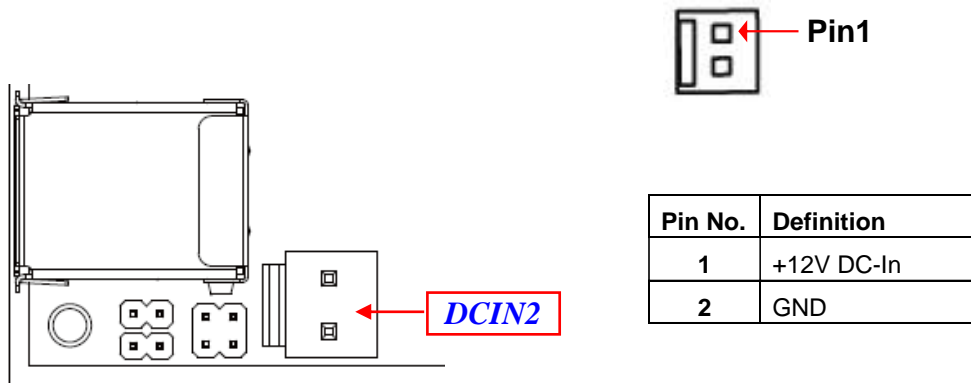 Pin1
DCIN2
Pin No. Definition
1 +12V DC-In
2 GND